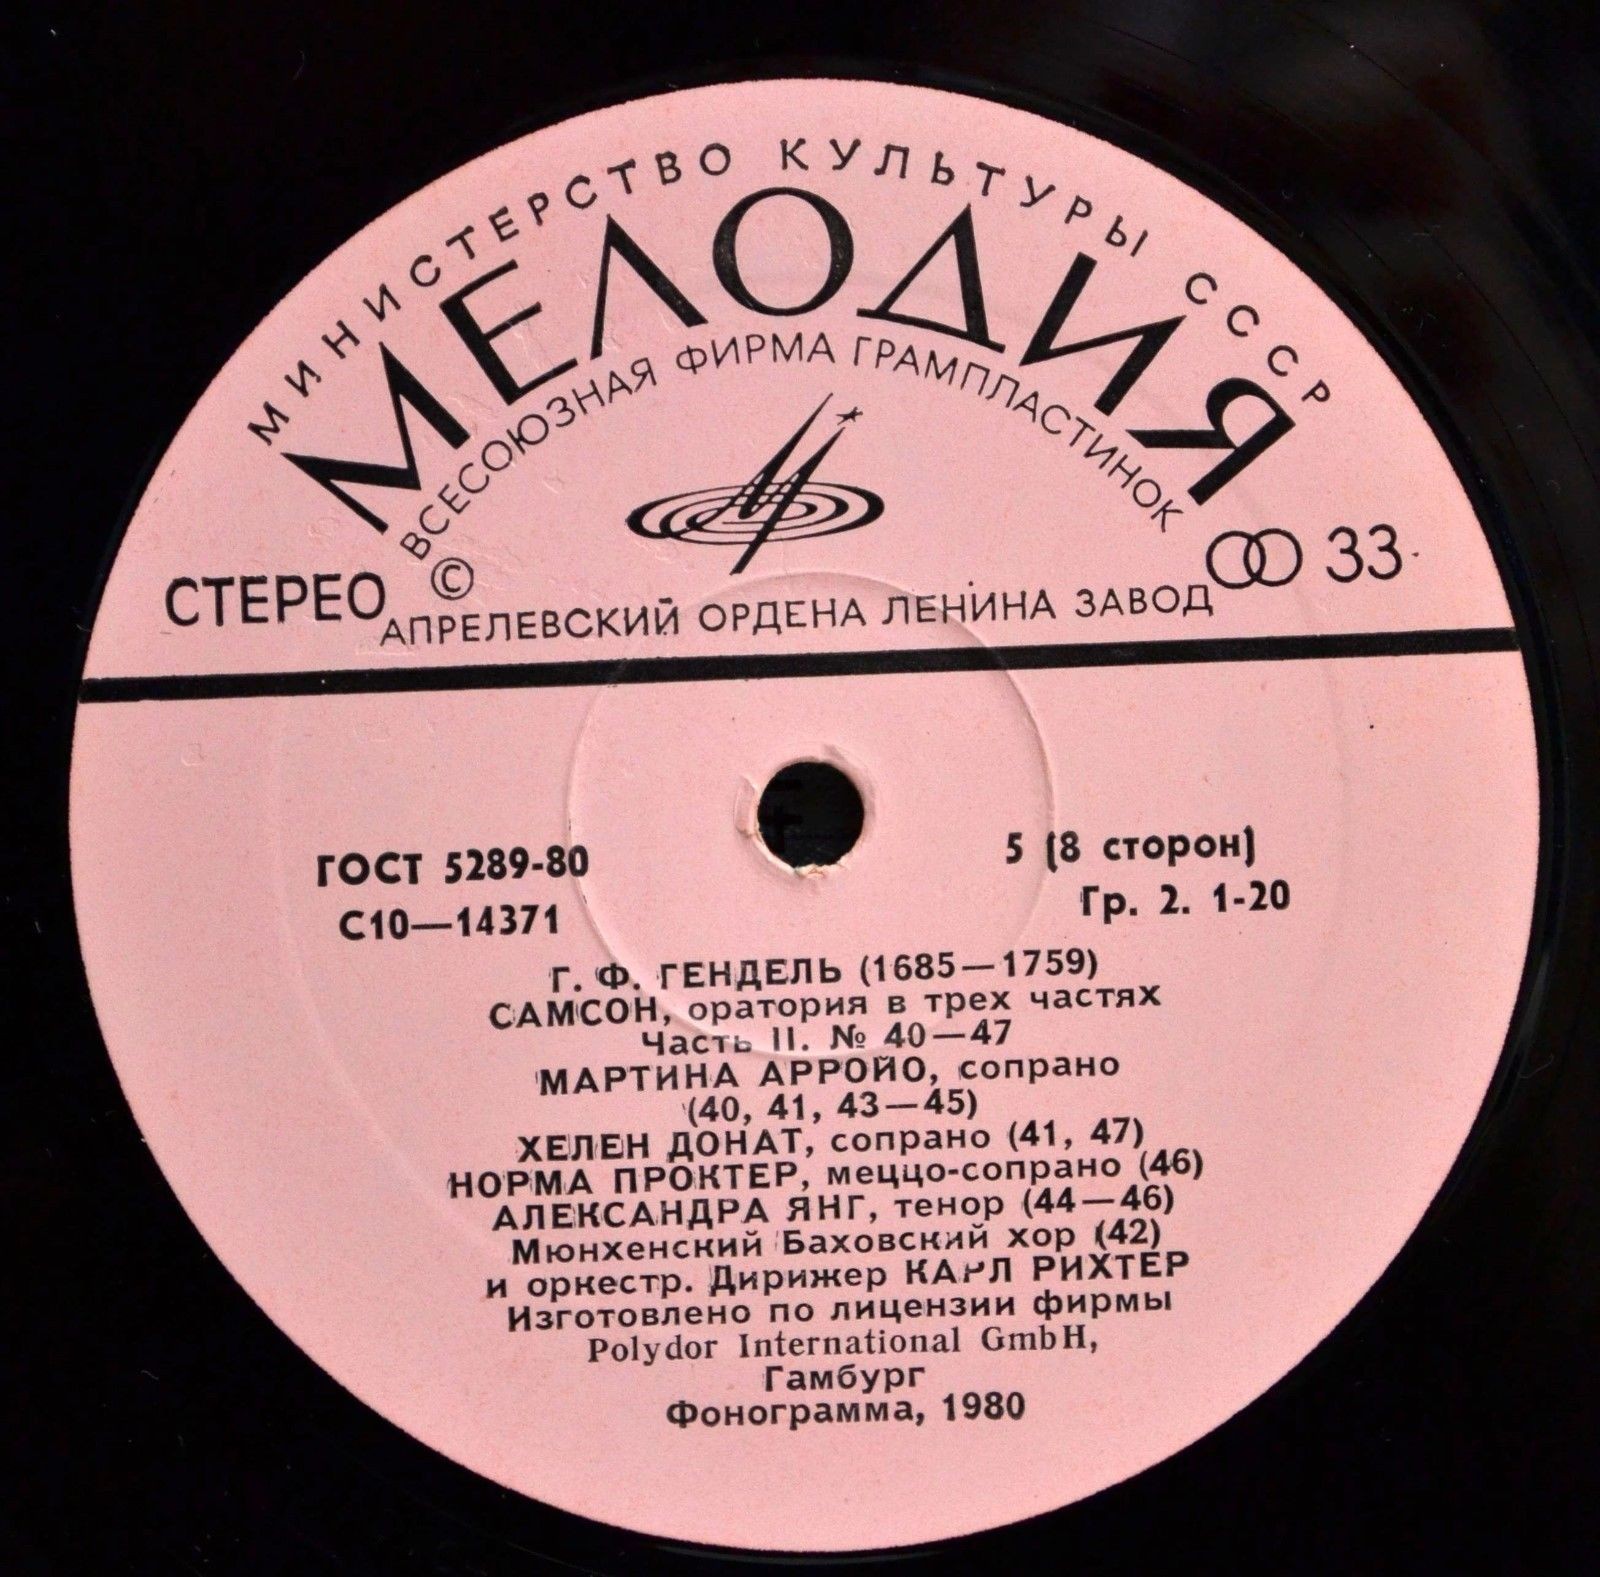 МИНИСТЕРСТВО КУЛЬТУРЫ СССР
МЕЛОДИЯ
ВСЕСОЮЗНАЯ ФИРМА ГРАМПЛАСТИНОК
СТЕРЕО © 33
АПРЕЛЕВСКИЙ ОРДЕНА ЛЕНИНА ЗАВОД
ГОСТ 5289-80
С10—14371
5 (8 сторон)
Гр. 2. 1-20
Г. Ф. ГЕНДЕЛЬ (1685—1759)
САМСОН, оратория в трех частях
Часть II. № 40—47
МАРТИНА АРРОЙО, сопрано
(40, 41, 43—45)
ХЕЛЕН ДОНАТ, сопрано (41, 47)
НОРМА ПРОКТЕР, меццо-сопрано (46)
АЛЕКСАНДРА ЯНГ, тенор (44—46)
Мюнхенский Баховский хор (42)
и оркестр. Дирижер КАРЛ РИХТЕР
Изготовлено по лицензии фирмы
Polydor International GmbH,
Гамбург
Фонограмма, 1980